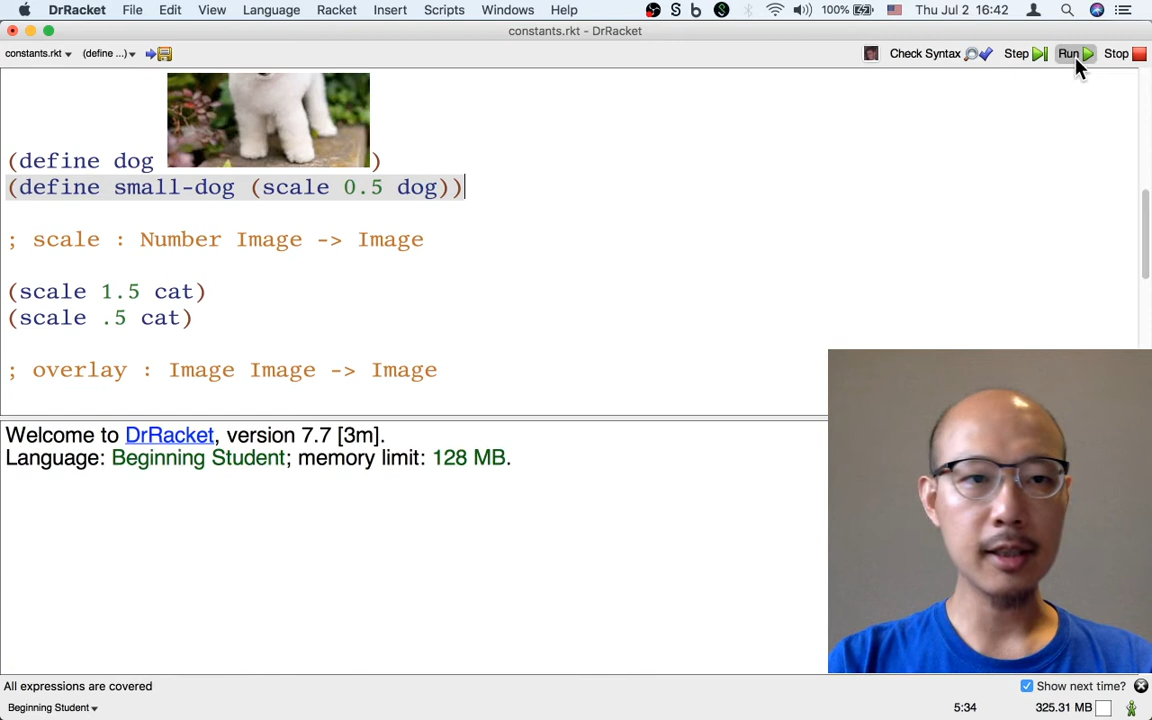 DrRacket File Edit View Language Racket Insert Scripts Windows Help 100% Thu Jul 2 16:42
constants.rkt - DrRacket
constants.rkt (define ...) Check Syntax Step Run Stop
(define dog )
(define small-dog (scale 0.5 dog))
; scale : Number Image -> Image
(scale 1.5 cat)
(scale .5 cat)
; overlay : Image Image -> Image
Welcome to DrRacket, version 7.7 [3m].
Language: Beginning Student; memory limit: 128 MB.
All expressions are covered Show next time?
Beginning Student 5:34 325.31 MB